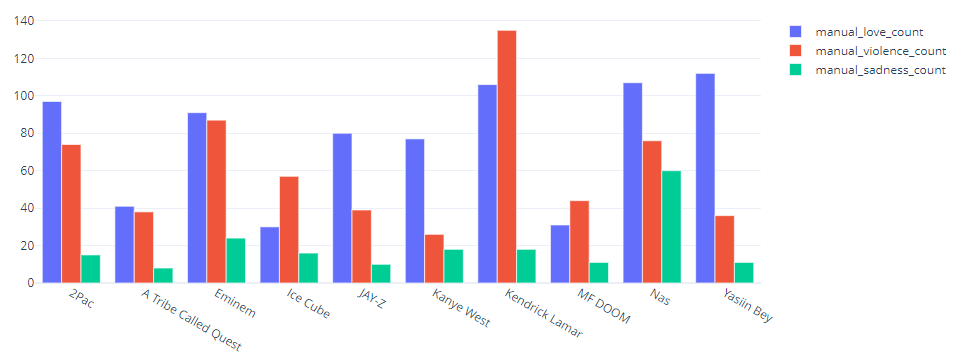 140
120
100
80
60
40
20
0
manual_love_count
manual_violence_count
manual_sadness_count
2Pac
A Tribe Called Quest
Eminem
Ice Cube
JAY-Z
Kanye West
Kendrick Lamar
MF DOOM
Nas
Yasiin Bey